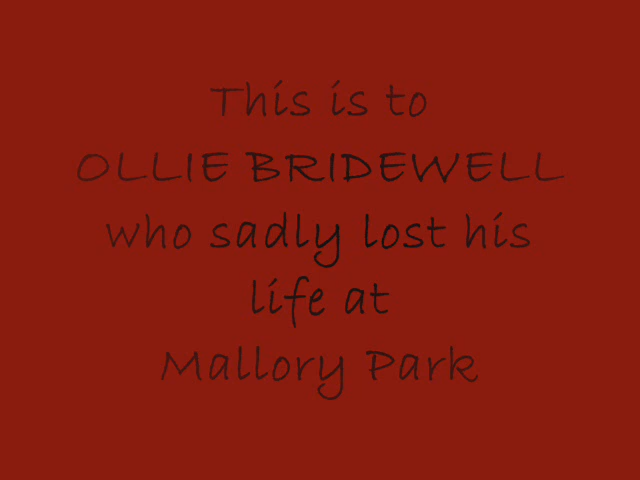 This is to
OLLIE BRIDEWELL
who sadly lost his
life at
Mallory Park